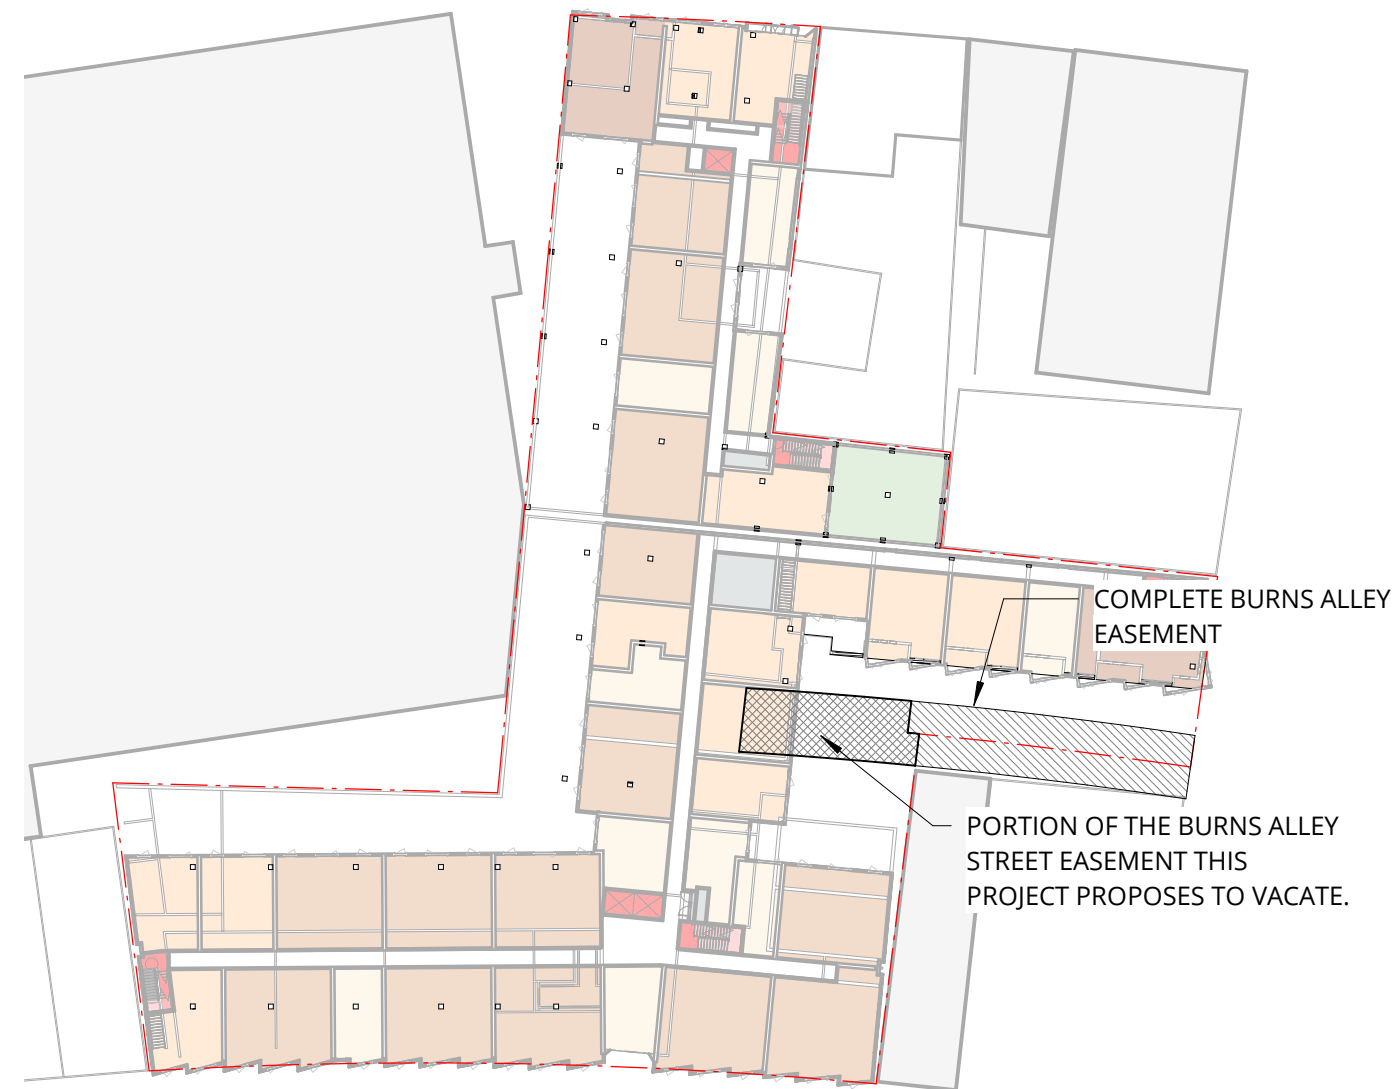 COMPLETE BURNS ALLEY
EASEMENT
PORTION OF THE BURNS ALLEY
STREET EASEMENT THIS
PROJECT PROPOSES TO VACATE.